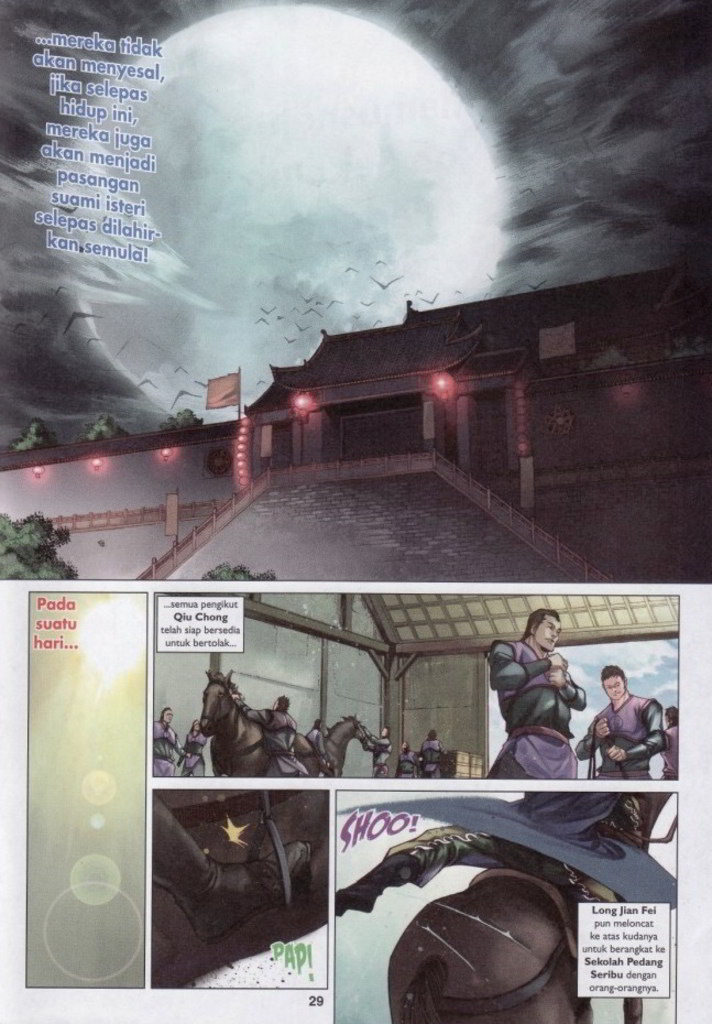 ...mereka tidak
akan menyesal,
jika selepas
hidup ini,
mereka juga
akan menjadi
pasangan
suami isteri
selepas dilahir-
kan semula!
Pada
suatu
hari...
...semua pengikut
Qiu Chong
telah siap bersedia
untuk bertolak...
PAP!
SHOO!
Long Jian Fei
pun meloncat
ke atas kudanya
untuk berangkat ke
Sekolah Pedang
Seribu dengan
orang-orangnya.
29